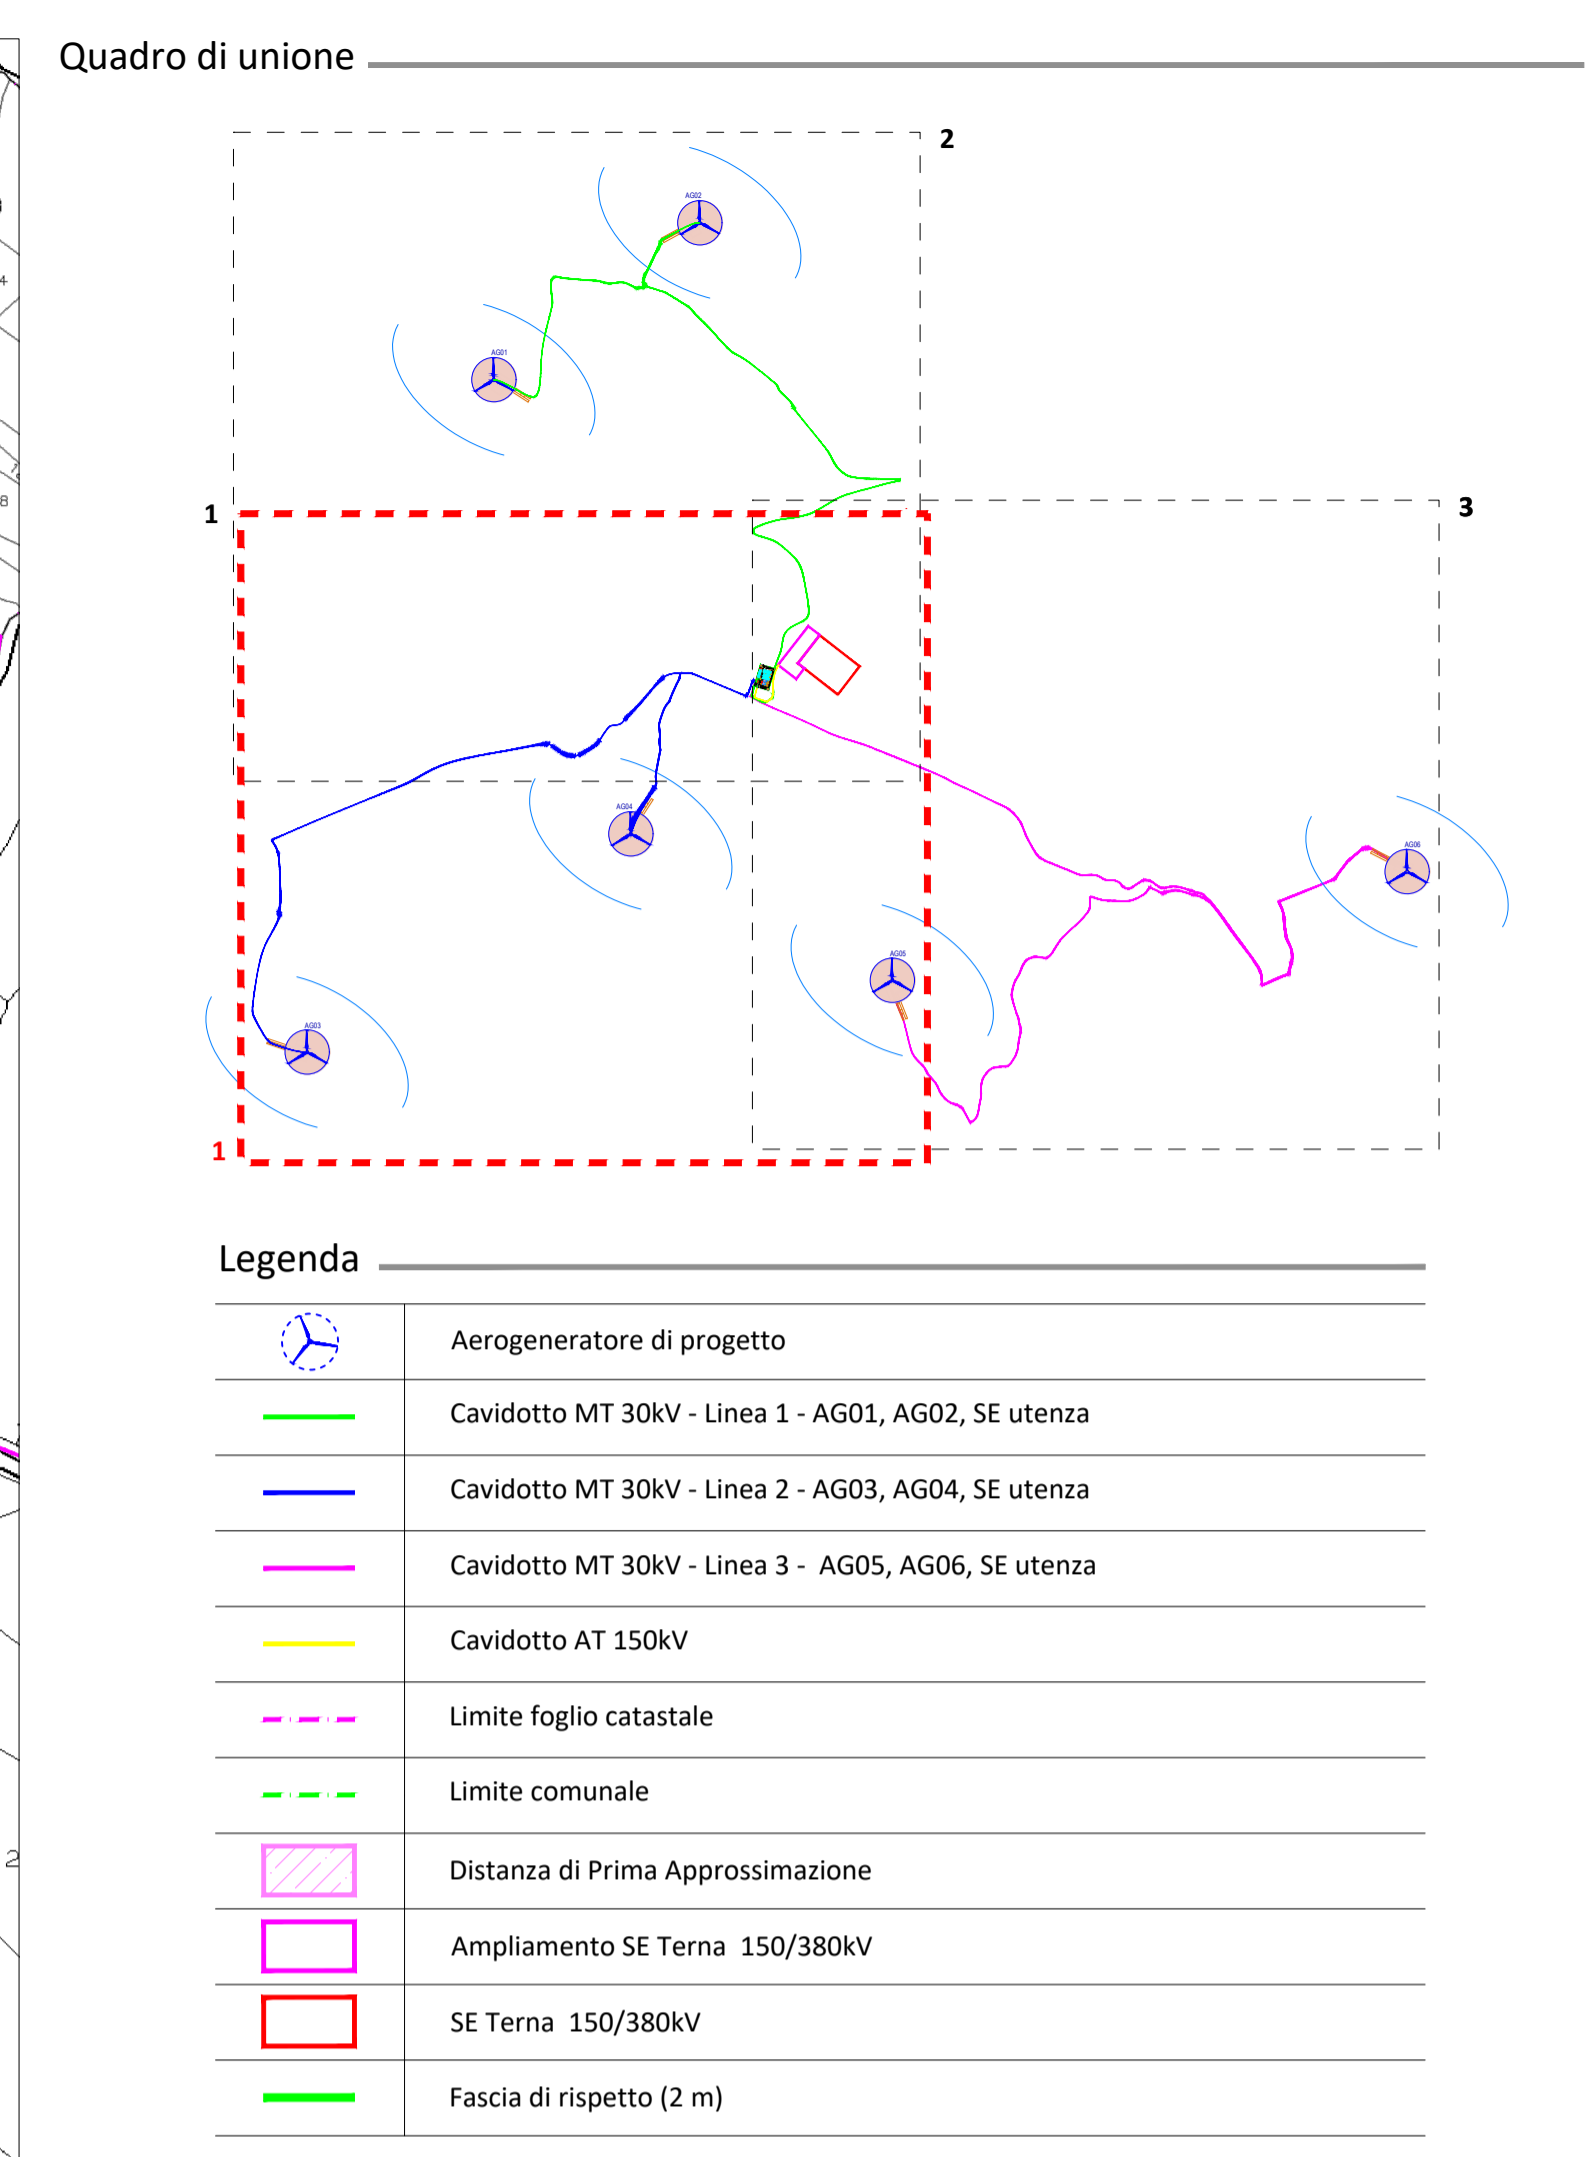 Quadro di unione
2
AG02
AG01
1
3
AG04
AG06
AG05
AG03
1
Legenda
Aerogeneratore di progetto
Cavidotto MT 30kV - Linea 1 - AG01, AG02, SE utenza
Cavidotto MT 30kV - Linea 2 - AG03, AG04, SE utenza
Cavidotto MT 30kV - Linea 3 - AG05, AG06, SE utenza
Cavidotto AT 150kV
Limite foglio catastale
Limite comunale
Distanza di Prima Approssimazione
Ampliamento SE Terna 150/380kV
SE Terna 150/380kV
Fascia di rispetto (2 m)
4
8
2